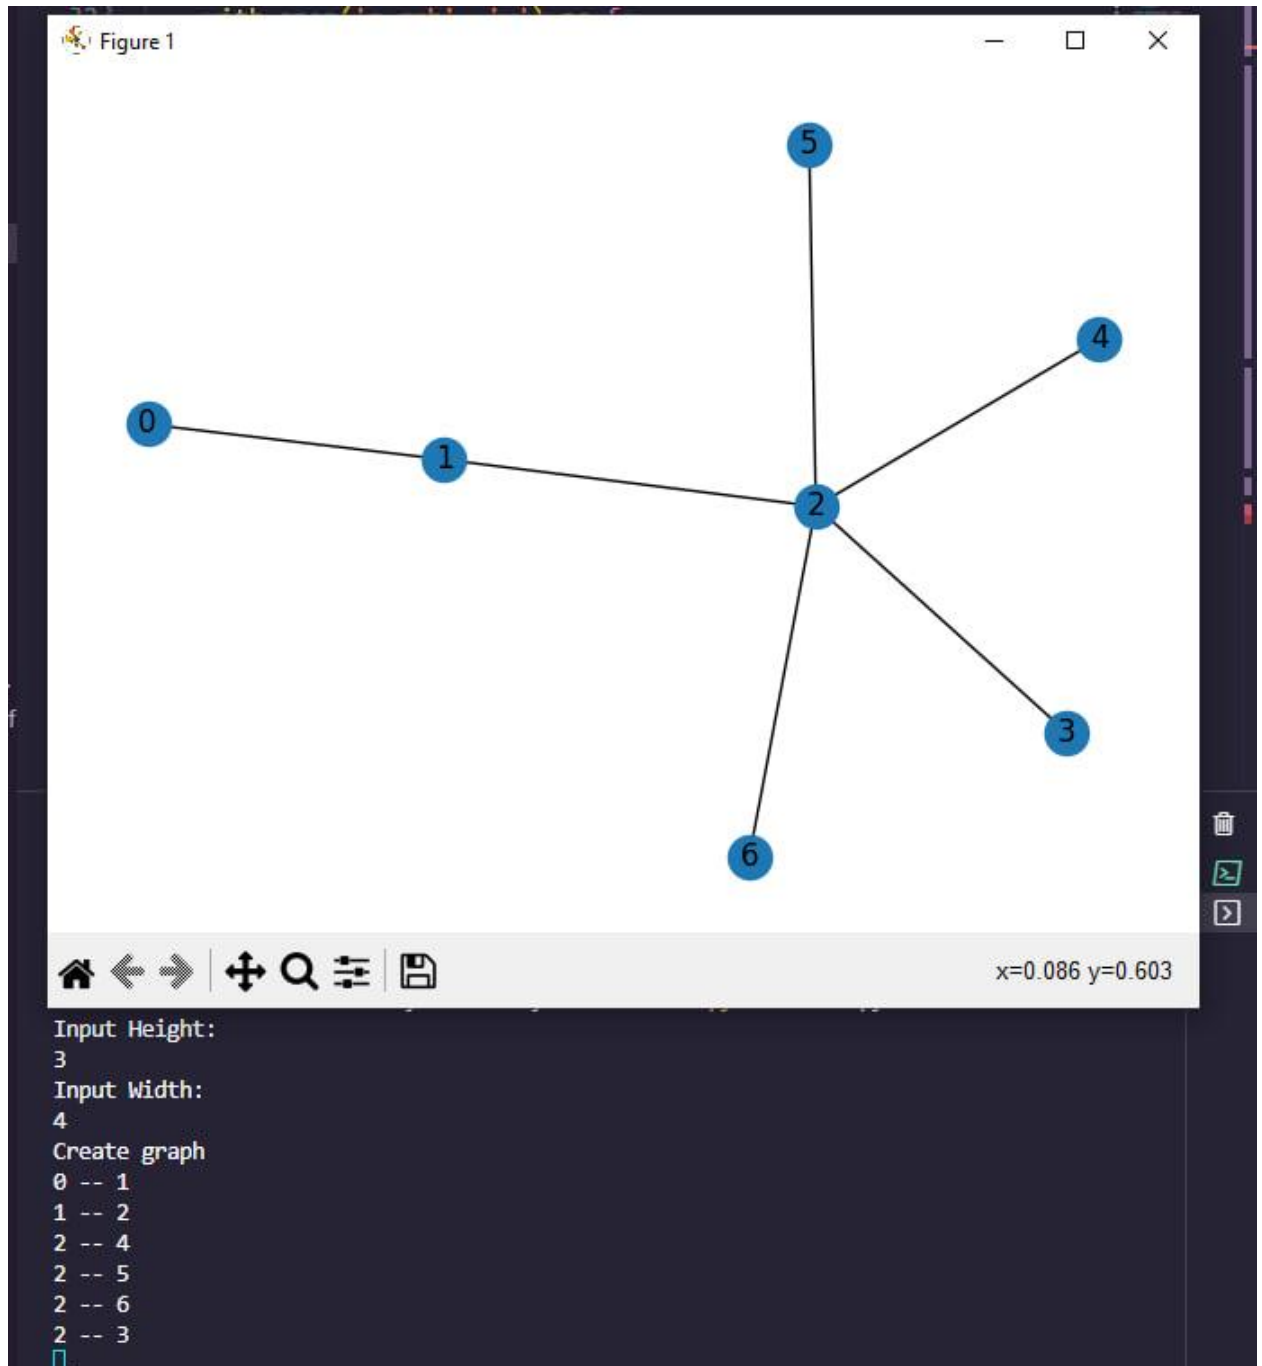 Figure 1
5
4
0
1
2
3
6
x=0.086 y=0.603
Input Height:
3
Input Width:
4
Create graph
0 -- 1
1 -- 2
2 -- 4
2 -- 5
2 -- 6
2 -- 3